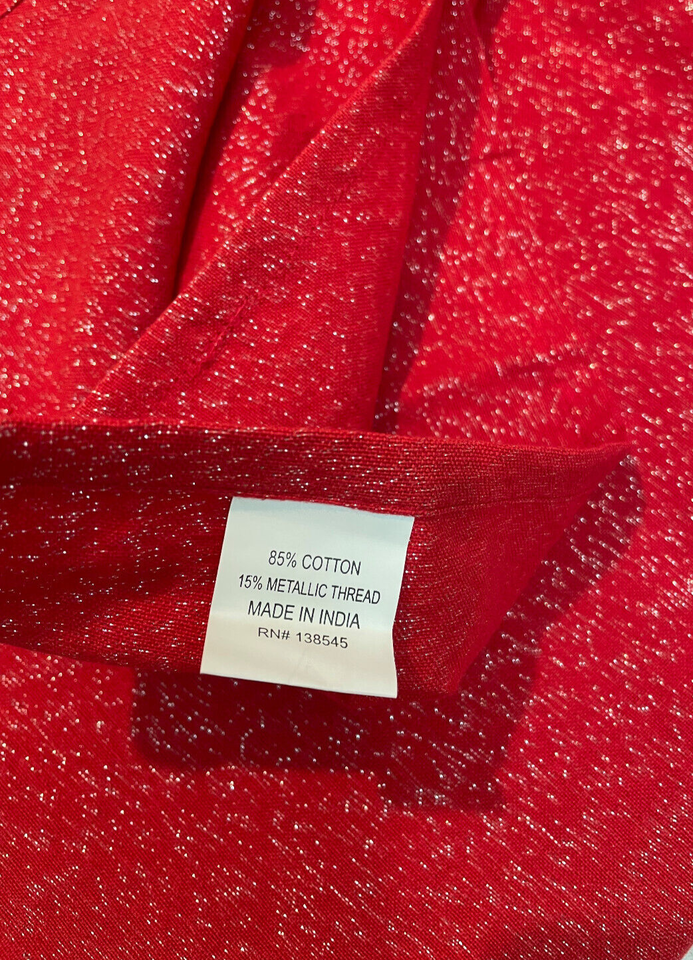 85% COTTON
15% METALLIC THREAD
MADE IN INDIA
RN# 138545